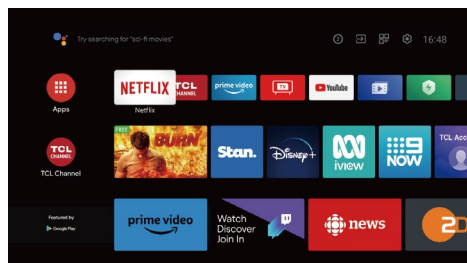 Try searching for "sci-fi movies"
16:48
Apps
NETFLIX
TCL
CHANNEL
prime video
YouTube
Netflix
TCL
CHANNEL
TCL Channel
FREE
BURN
Stan.
Disney+
iview
9
NOW
TCL Acc
Featured by
Google Play
prime video
Watch
Discover
Join In
news
2D